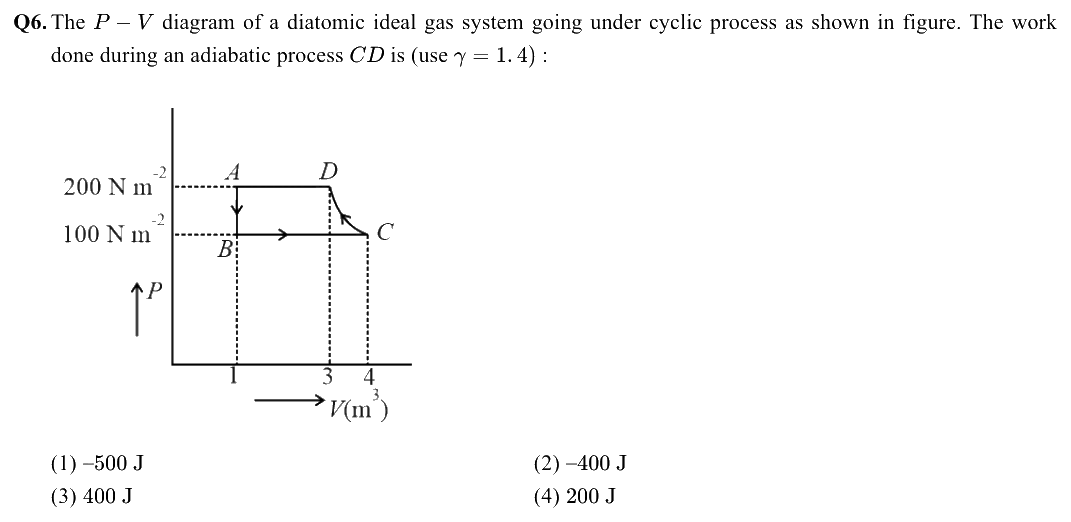 Q6. The P − V diagram of a diatomic ideal gas system going under cyclic process as shown in figure. The work
done during an adiabatic process CD is (use γ = 1.4) :
A
D
200 N m⁻²
100 N m⁻²
C
B
P
1
3
4
V(m³)
(1) –500 J
(2) –400 J
(3) 400 J
(4) 200 J